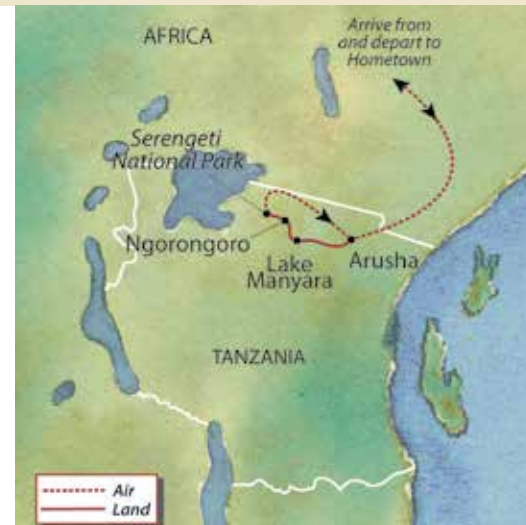 AFRICA
Arrive from
and depart to
Hometown
Serengeti
National Park
Ngorongoro
Lake
Manyara
Arusha
TANZANIA
Air
Land